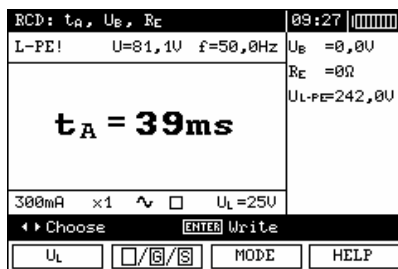 RCD: tA, UB, RE 09:27
L-PE! U=81,1V f=50,0Hz
UB =0,0V
RE =0Ω
UL-PE=242,0V
tA = 39ms
300mA ×1 ∿ □ UL=25V
◂ ▸ Choose ENTER Write
UL □/G/S MODE HELP